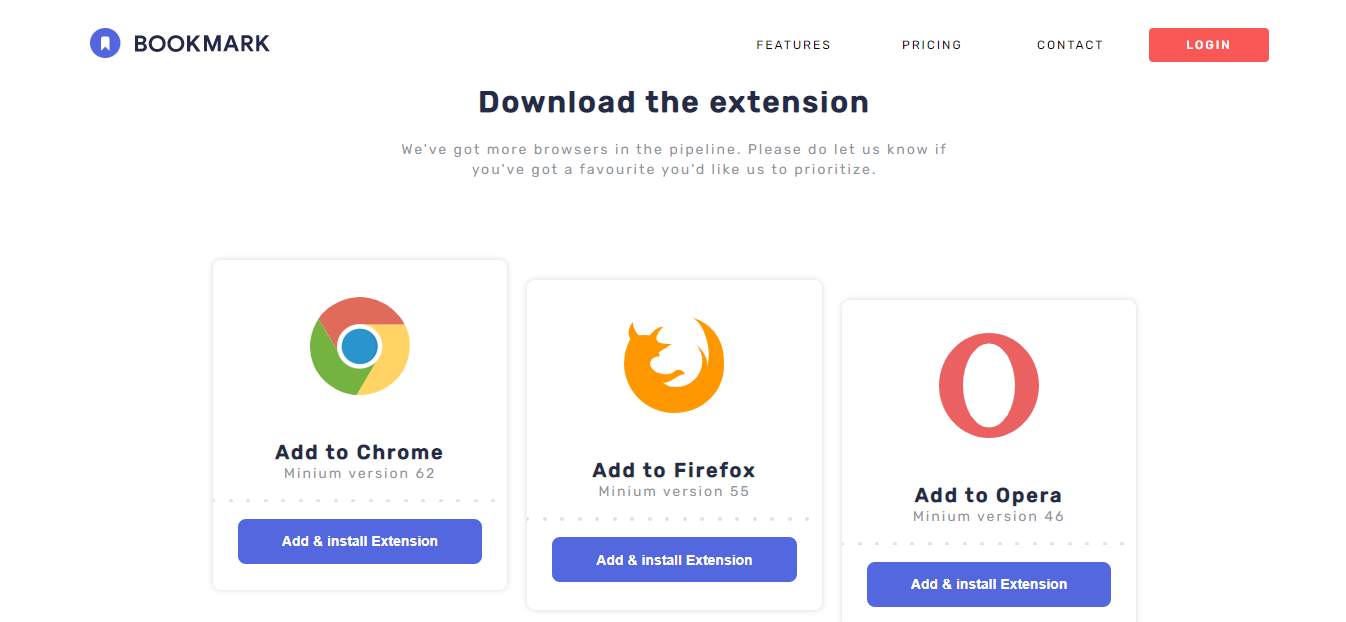 BOOKMARK
FEATURES
PRICING
CONTACT
LOGIN
Download the extension
We've got more browsers in the pipeline. Please do let us know if
you've got a favourite you'd like us to prioritize.
Add to Chrome
Minium version 62
Add & install Extension
Add to Firefox
Minium version 55
Add & install Extension
Add to Opera
Minium version 46
Add & install Extension